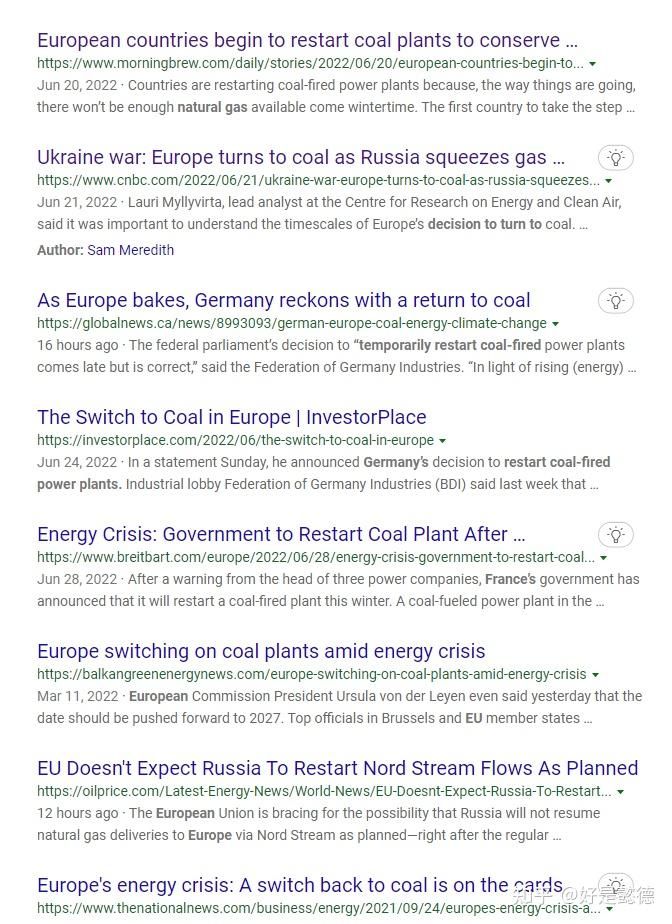 European countries begin to restart coal plants to conserve ...
https://www.morningbrew.com/daily/stories/2022/06/20/european-countries-begin-to...
Jun 20, 2022 · Countries are restarting coal-fired power plants because, the way things are going,
there won't be enough natural gas available come wintertime. The first country to take the step ...
Ukraine war: Europe turns to coal as Russia squeezes gas ...
https://www.cnbc.com/2022/06/21/ukraine-war-europe-turns-to-coal-as-russia-squeezes...
Jun 21, 2022 · Lauri Myllyvirta, lead analyst at the Centre for Research on Energy and Clean Air,
said it was important to understand the timescales of Europe's decision to turn to coal. ...
Author: Sam Meredith
As Europe bakes, Germany reckons with a return to coal
https://globalnews.ca/news/8993093/german-europe-coal-energy-climate-change
16 hours ago · The federal parliament's decision to “temporarily restart coal-fired power plants
comes late but is correct,” said the Federation of Germany Industries. “In light of rising (energy) ...
The Switch to Coal in Europe | InvestorPlace
https://investorplace.com/2022/06/the-switch-to-coal-in-europe
Jun 24, 2022 · In a statement Sunday, he announced Germany's decision to restart coal-fired
power plants. Industrial lobby Federation of Germany Industries (BDI) said last week that ...
Energy Crisis: Government to Restart Coal Plant After ...
https://www.breitbart.com/europe/2022/06/28/energy-crisis-government-to-restart-coal...
Jun 28, 2022 · After a warning from the head of three power companies, France's government has
announced that it will restart a coal-fired plant this winter. A coal-fueled power plant in the ...
Europe switching on coal plants amid energy crisis
https://balkangreenenergynews.com/europe-switching-on-coal-plants-amid-energy-crisis
Mar 11, 2022 · European Commission President Ursula von der Leyen even said yesterday that the
date should be pushed forward to 2027. Top officials in Brussels and EU member states ...
EU Doesn't Expect Russia To Restart Nord Stream Flows As Planned
https://oilprice.com/Latest-Energy-News/World-News/EU-Doesnt-Expect-Russia-To-Restart...
12 hours ago · The European Union is bracing for the possibility that Russia will not resume
natural gas deliveries to Europe via Nord Stream as planned—right after the regular ...
Europe's energy crisis: A switch back to coal is on the cards
知乎 @好是懿德
https://www.thenationalnews.com/business/energy/2021/09/24/europes-energy-crisis-a...